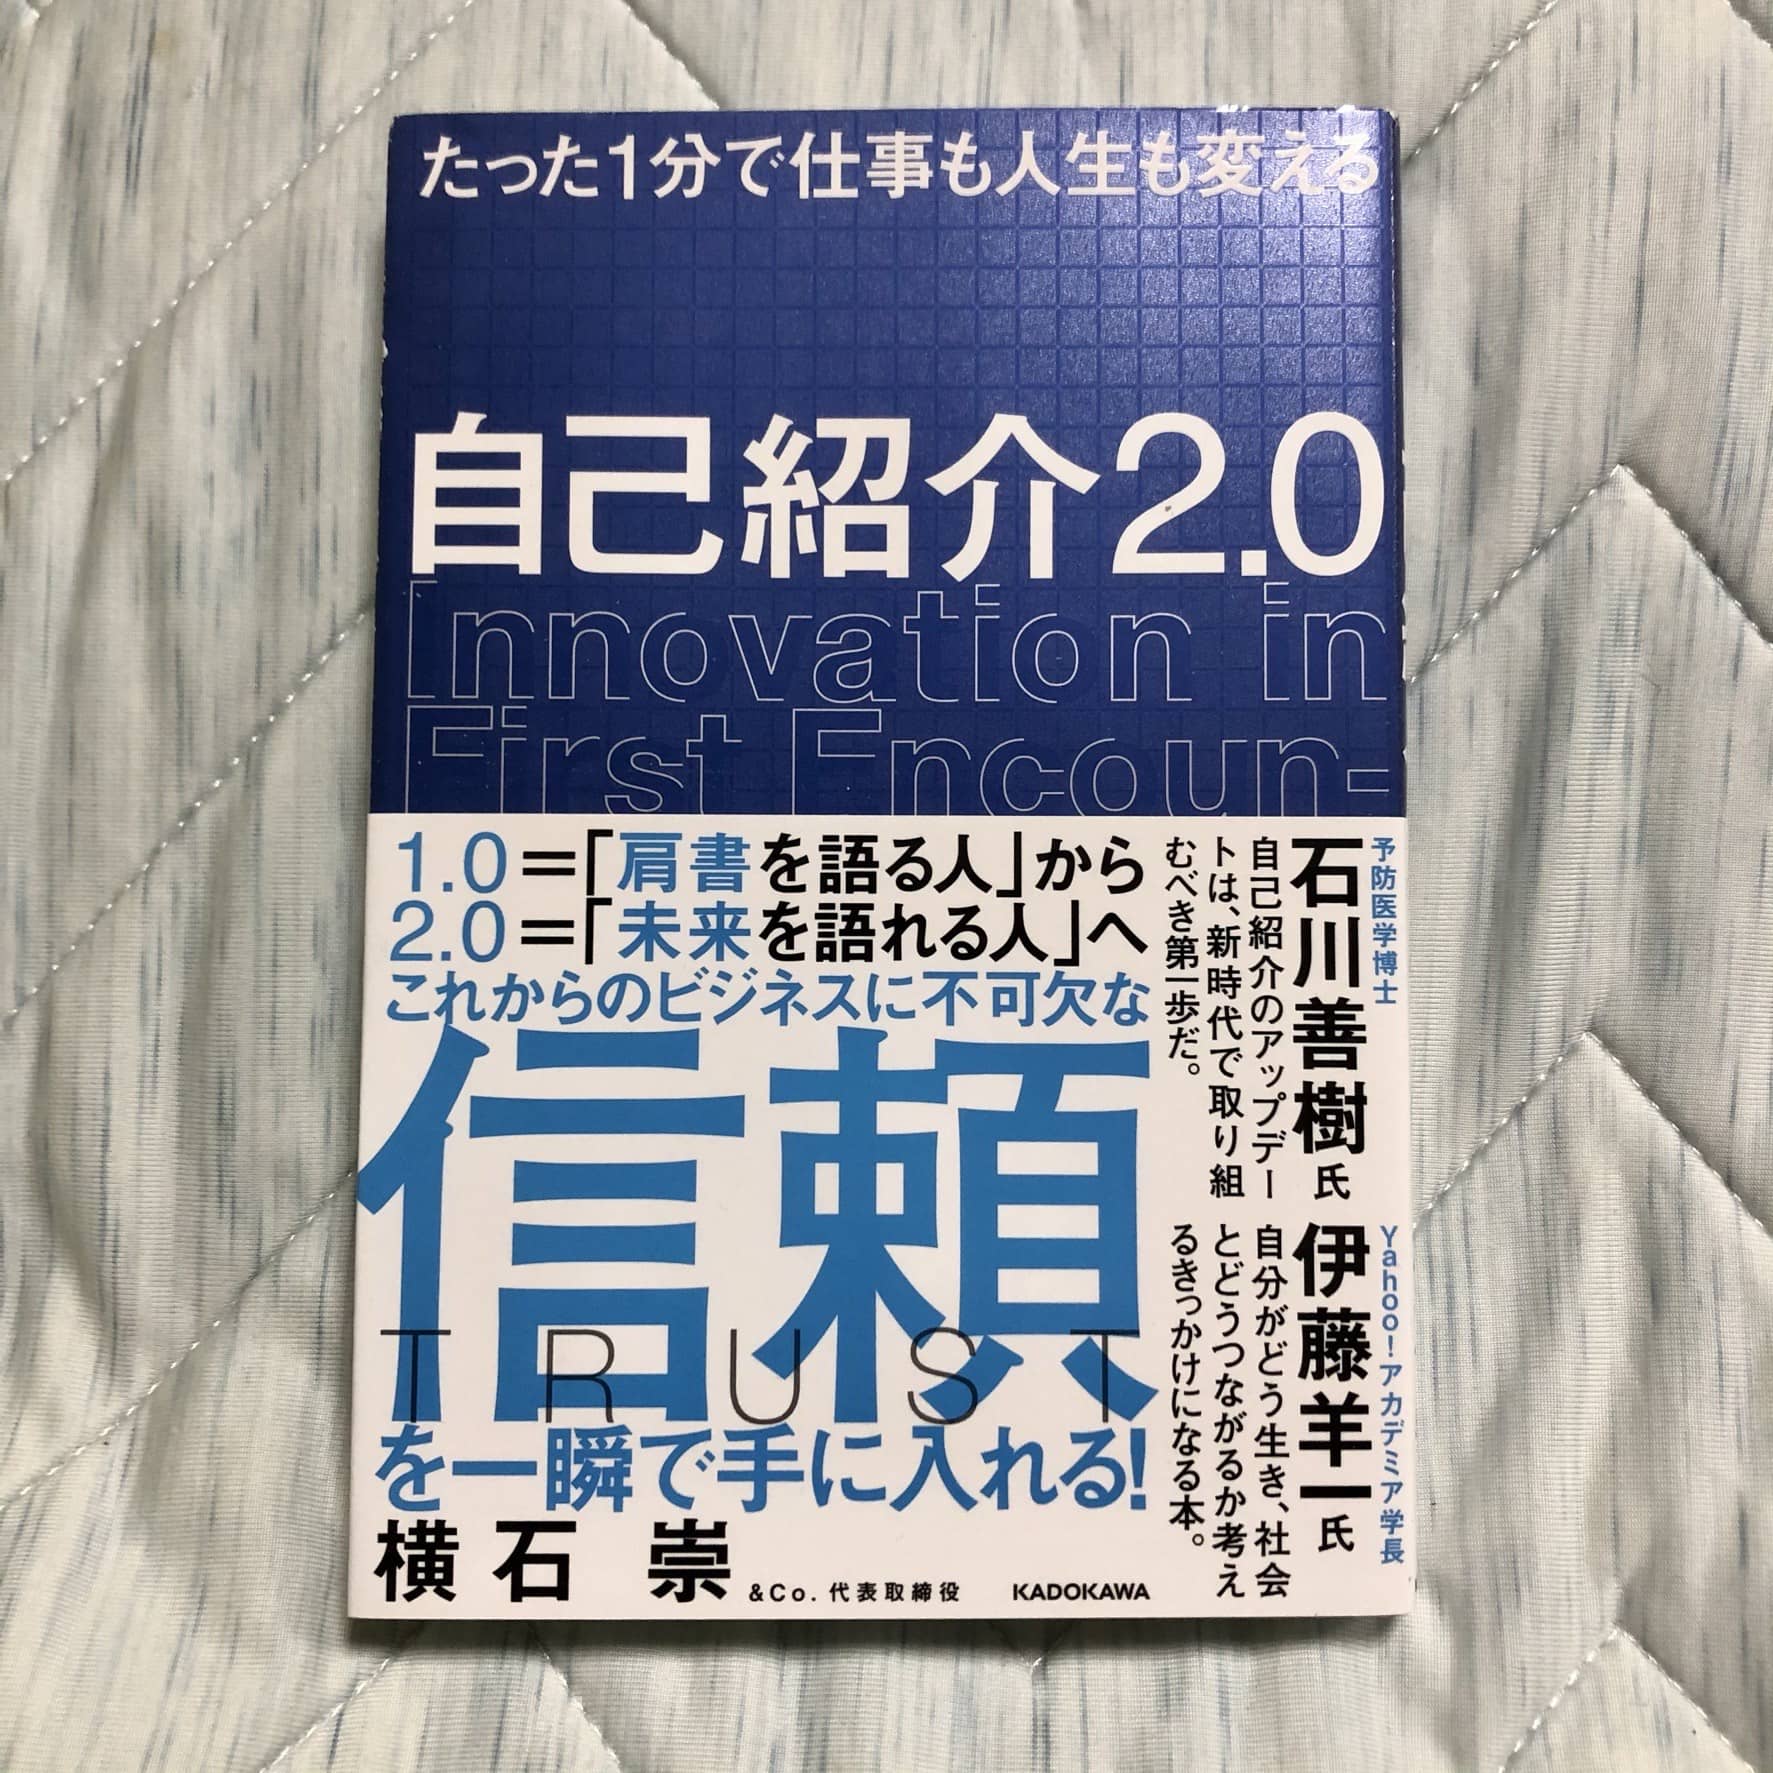 たった1分で仕事も人生も変える
自己紹介2.0
Innovation in
First Encoun-
1.0=「肩書を語る人」から
2.0=「未来を語れる人」へ
これからのビジネスに不可欠な
信頼
TRUST
を一瞬で手に入れる!
横石 崇
&Co. 代表取締役
KADOKAWA
予防医学博士
石川善樹氏
自己紹介のアップデー
トは、新時代で取り組
むべき第一歩だ。
Yahoo!アカデミア学長
伊藤羊一氏
自分がどう生き、社会
とどうつながるか考え
るきっかけになる本。